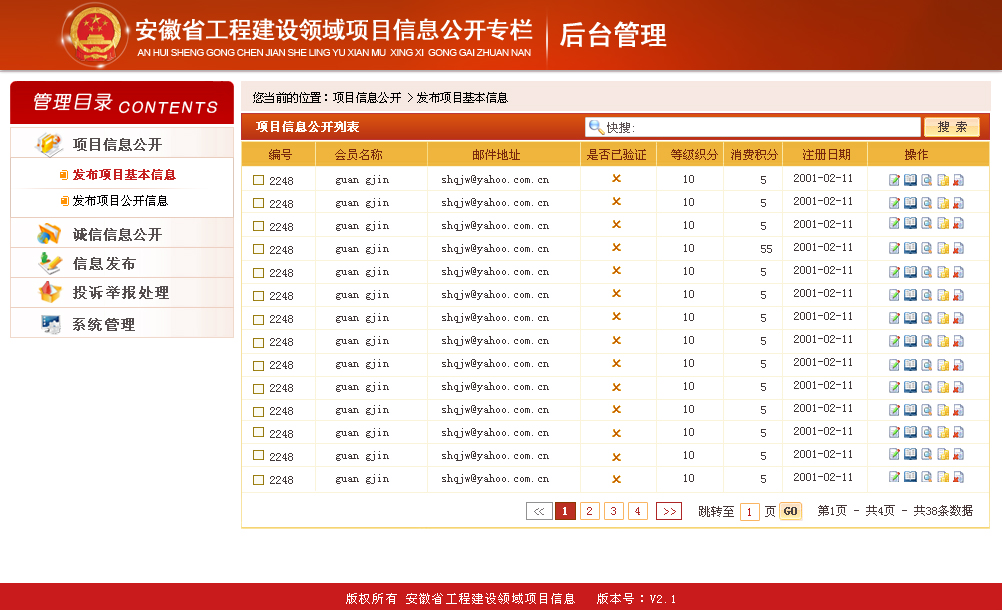 安徽省工程建设领域项目信息公开专栏
AN HUI SHENG GONG CHEN JIAN SHE LING YU XIAN MU XING XI GONG GAI ZHUAN NAN
后台管理
管理目录 CONTENTS
项目信息公开
发布项目基本信息
发布项目公开信息
诚信信息公开
信息发布
投诉举报处理
系统管理
您当前的位置：项目信息公开 > 发布项目基本信息
项目信息公开列表 快搜: 搜 索
编号 会员名称 邮件地址 是否已验证 等级积分 消费积分 注册日期 操作
2248 guan gjin shqjw@yahoo.com.cn × 10 5 2001-02-11
2248 guan gjin shqjw@yahoo.com.cn × 10 5 2001-02-11
2248 guan gjin shqjw@yahoo.com.cn × 10 5 2001-02-11
2248 guan gjin shqjw@yahoo.com.cn × 10 55 2001-02-11
2248 guan gjin shqjw@yahoo.com.cn × 10 5 2001-02-11
2248 guan gjin shqjw@yahoo.com.cn × 10 5 2001-02-11
2248 guan gjin shqjw@yahoo.com.cn × 10 5 2001-02-11
2248 guan gjin shqjw@yahoo.com.cn × 10 5 2001-02-11
2248 guan gjin shqjw@yahoo.com.cn × 10 5 2001-02-11
2248 guan gjin shqjw@yahoo.com.cn × 10 5 2001-02-11
2248 guan gjin shqjw@yahoo.com.cn × 10 5 2001-02-11
2248 guan gjin shqjw@yahoo.com.cn × 10 5 2001-02-11
2248 guan gjin shqjw@yahoo.com.cn × 10 5 2001-02-11
2248 guan gjin shqjw@yahoo.com.cn × 10 5 2001-02-11
<< 1 2 3 4 >> 跳转至 1 页 GO 第1页 - 共4页 - 共38条数据
版权所有 安徽省工程建设领域项目信息 版本号：V2.1